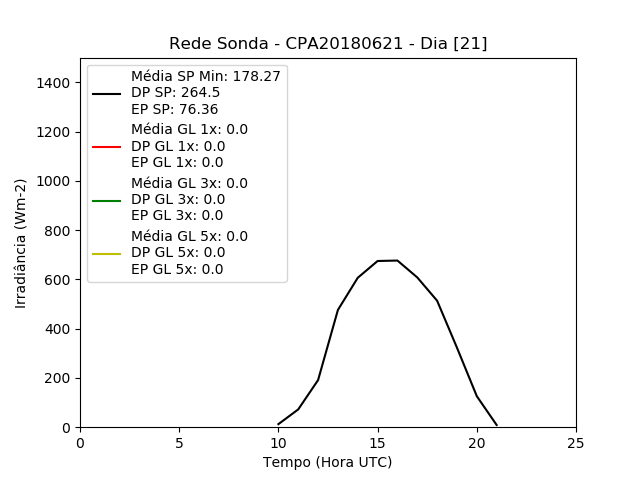 Rede Sonda - CPA20180621 - Dia [21]
Irradiância (Wm-2)
1400
1200
1000
800
600
400
200
0
Média SP Min: 178.27
DP SP: 264.5
EP SP: 76.36
Média GL 1x: 0.0
DP GL 1x: 0.0
EP GL 1x: 0.0
Média GL 3x: 0.0
DP GL 3x: 0.0
EP GL 3x: 0.0
Média GL 5x: 0.0
DP GL 5x: 0.0
EP GL 5x: 0.0
0 5 10 15 20 25
Tempo (Hora UTC)